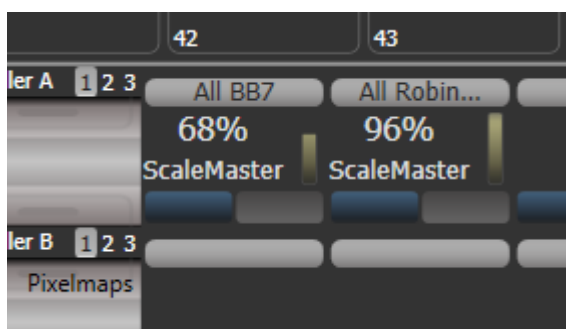 42
43
ler A 1 2 3
All BB7
All Robin...
68%
96%
ScaleMaster
ScaleMaster
ler B 1 2 3
Pixelmaps